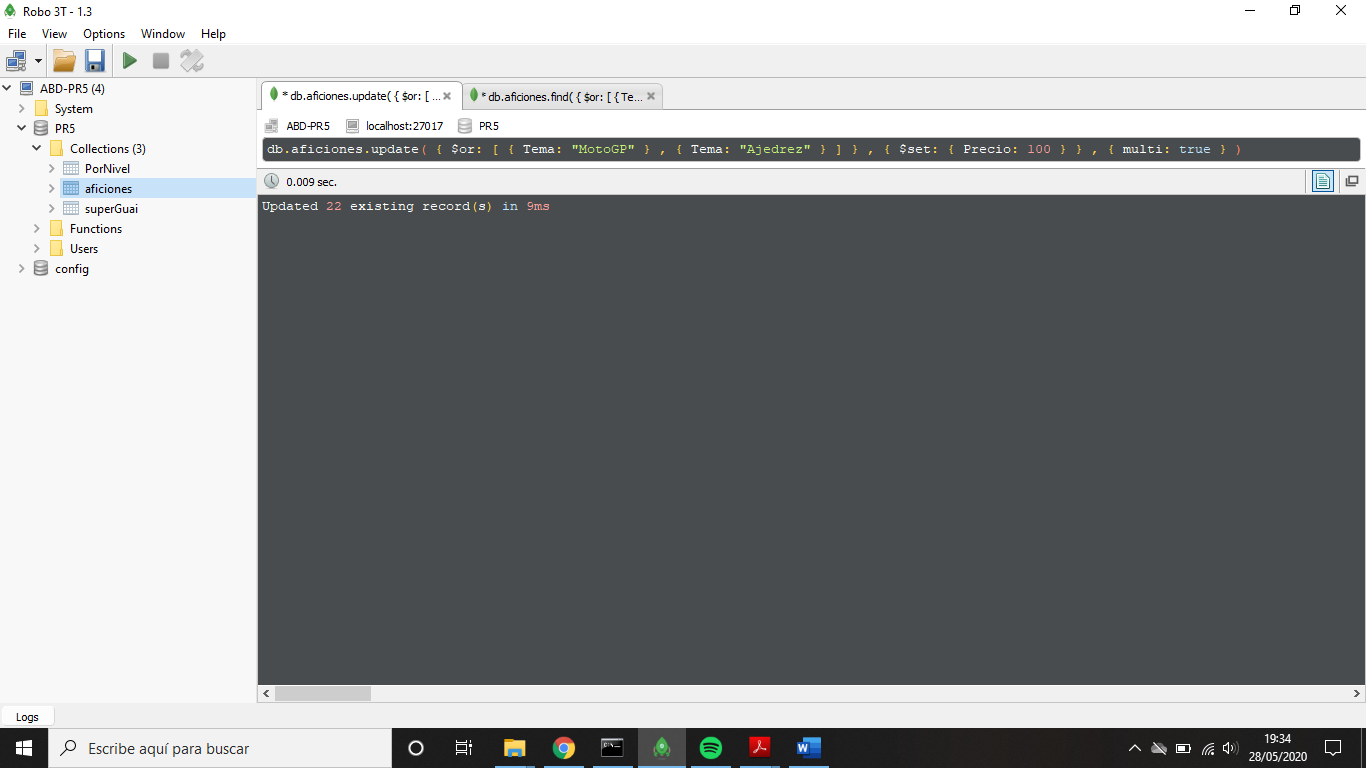 Robo 3T - 1.3
File View Options Window Help
ABD-PR5 (4)
System
PR5
Collections (3)
PorNivel
aficiones
superGuai
Functions
Users
config
* db.aficiones.update( { $or: [ ... * db.aficiones.find( { $or: [ { Te...
ABD-PR5 localhost:27017 PR5
db.aficiones.update( { $or: [ { Tema: "MotoGP" } , { Tema: "Ajedrez" } ] } , { $set: { Precio: 100 } } , { multi: true } )
0.009 sec.
Updated 22 existing record(s) in 9ms
Logs
Escribe aquí para buscar
19:34
28/05/2020